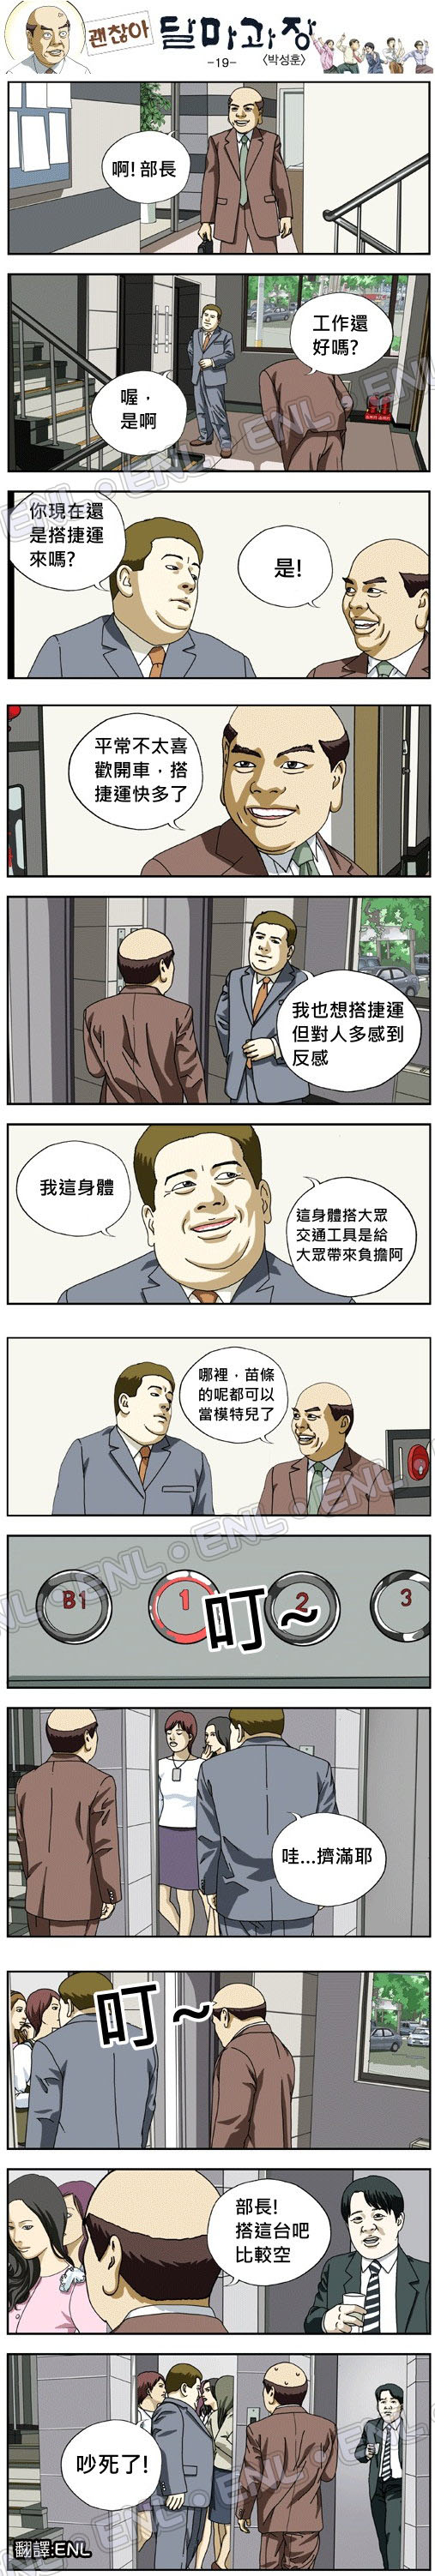 괜찮아 달마과장
-19- <박성훈>
啊! 部長
工作還
好嗎?
喔，
是啊
你現在還
是搭捷運
來嗎?
是!
平常不太喜
歡開車，搭
捷運快多了
我也想搭捷運
但對人多感到
反感
我這身體
這身體搭大眾
交通工具是給
大眾帶來負擔阿
哪裡，苗條
的呢都可以
當模特兒了
B1 1 2 3
叮~
哇...擠滿耶
叮~
部長!
搭這台吧
比較空
吵死了!
翻譯:ENL
ENL